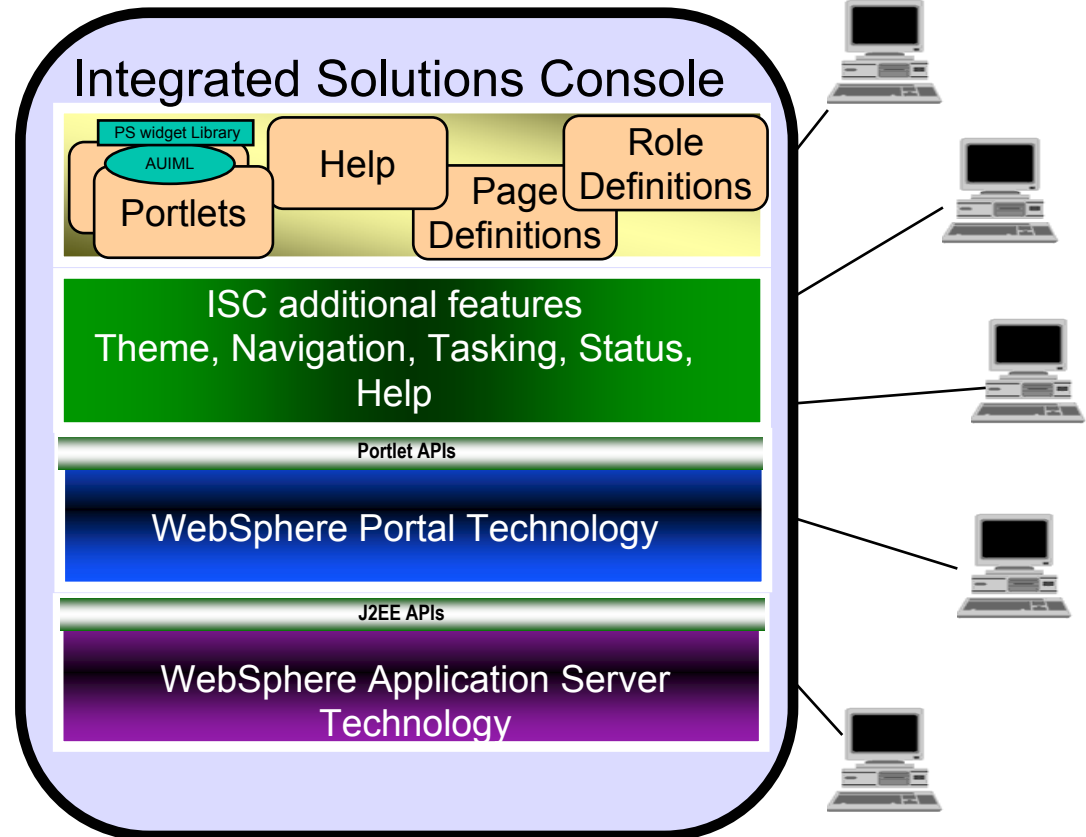 Integrated Solutions Console
PS widget Library
AUIML
Portlets
Help
Page
Definitions
Role
Definitions
ISC additional features
Theme, Navigation, Tasking, Status,
Help
Portlet APIs
WebSphere Portal Technology
J2EE APIs
WebSphere Application Server
Technology